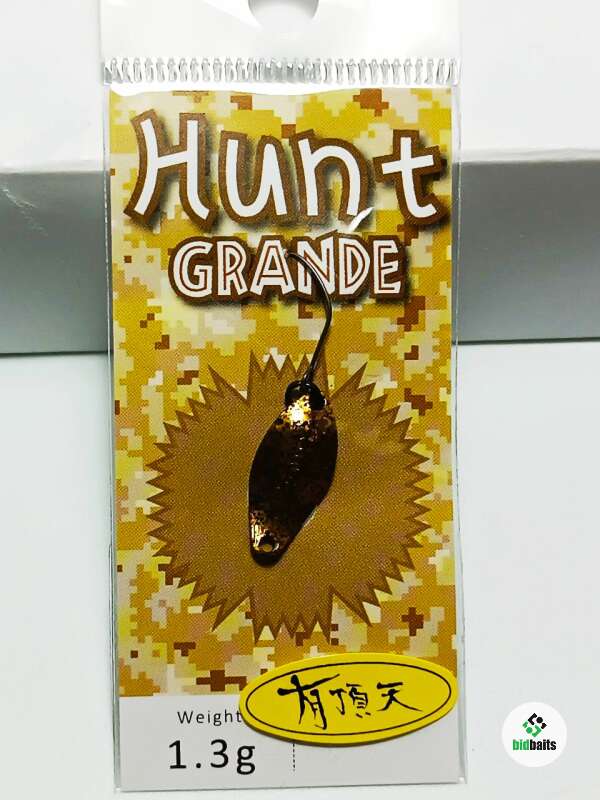 Hunt
GRANDE
有頂天
Weight
1.3g
bidbaits